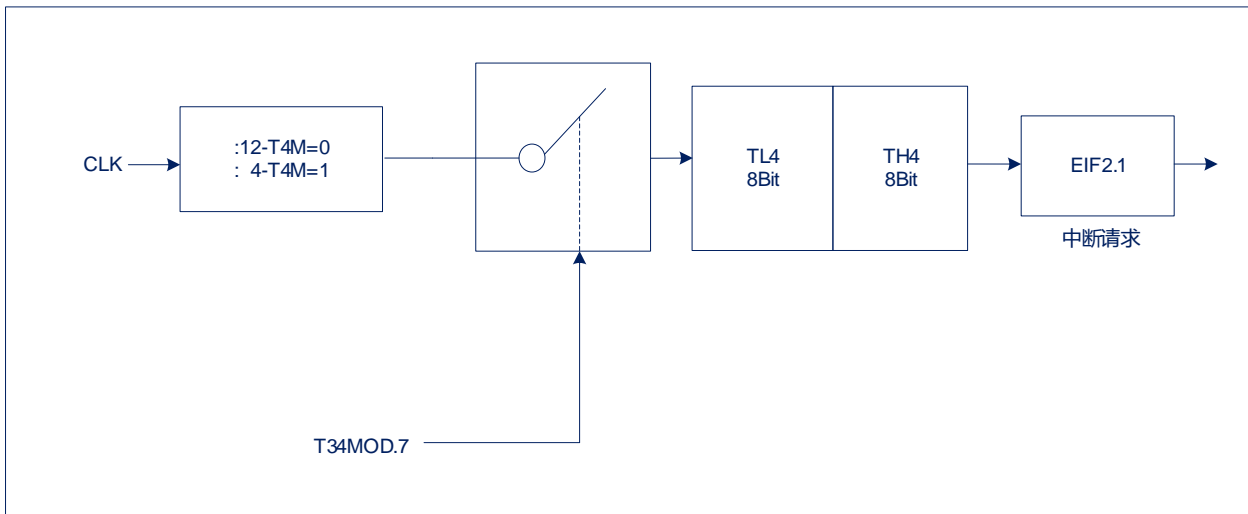 CLK
:12-T4M=0
: 4-T4M=1
TL4
8Bit
TH4
8Bit
EIF2.1
中断请求
T34MOD.7